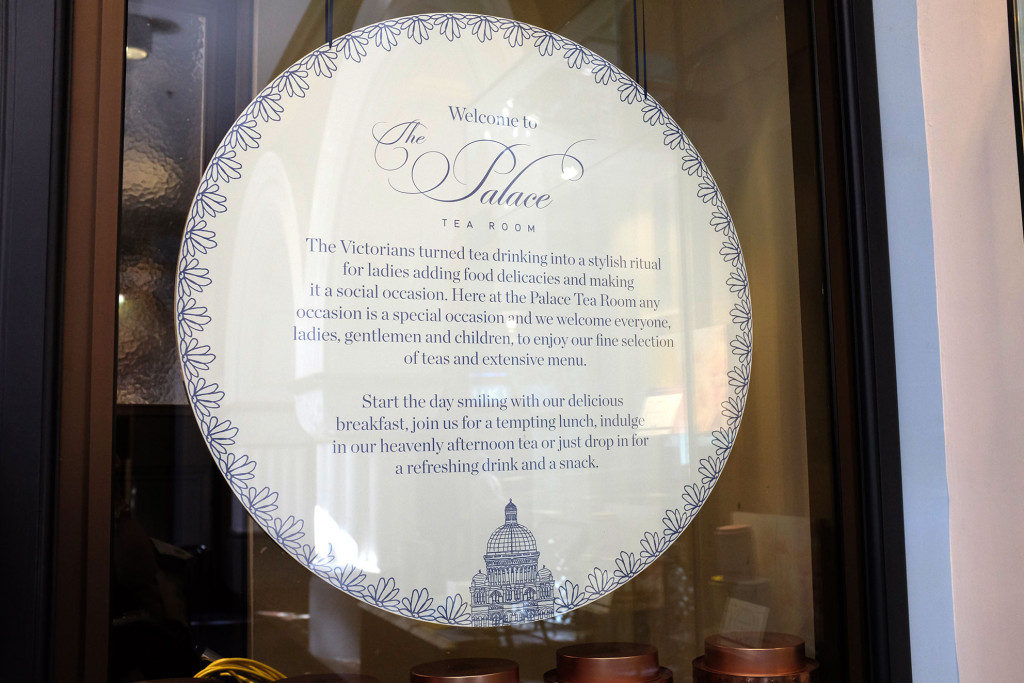 Welcome to
The Palace
TEA ROOM
The Victorians turned tea drinking into a stylish ritual
for ladies adding food delicacies and making
it a social occasion. Here at the Palace Tea Room any
occasion is a special occasion and we welcome everyone,
ladies, gentlemen and children, to enjoy our fine selection
of teas and extensive menu.
Start the day smiling with our delicious
breakfast, join us for a tempting lunch, indulge
in our heavenly afternoon tea or just drop in for
a refreshing drink and a snack.